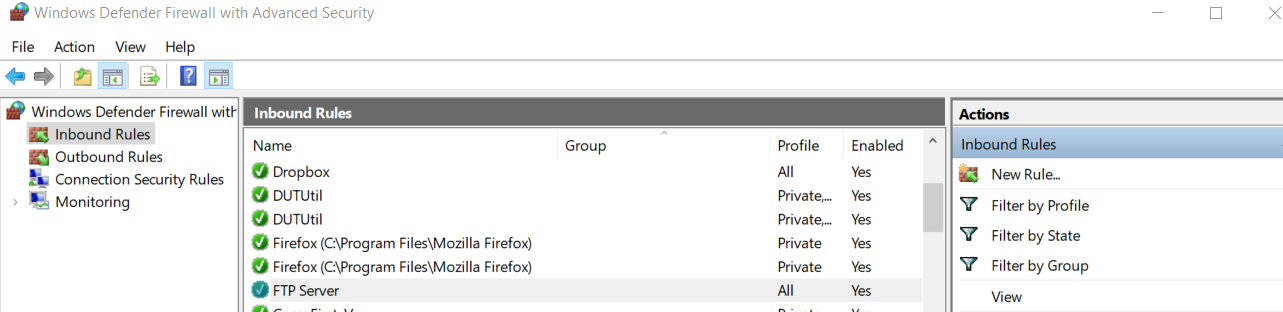 Windows Defender Firewall with Advanced Security
File Action View Help
Windows Defender Firewall with
Inbound Rules
Outbound Rules
Connection Security Rules
Monitoring
Inbound Rules
Name Group Profile Enabled
Dropbox All Yes
DUTUtil Private,... Yes
DUTUtil Private,... Yes
Firefox (C:\Program Files\Mozilla Firefox) Private Yes
Firefox (C:\Program Files\Mozilla Firefox) Private Yes
FTP Server All Yes
Actions
Inbound Rules
New Rule...
Filter by Profile
Filter by State
Filter by Group
View